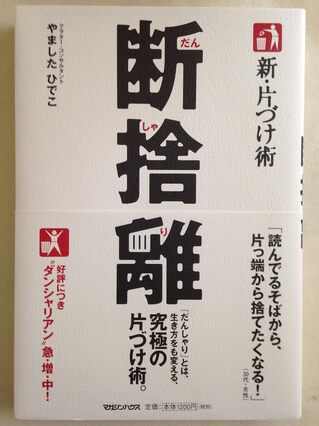 新・片づけ術
断捨離
だん
しゃ
り
クラター・コンサルタント
やました ひでこ
「読んでるそばから、
片っ端から捨てたくなる！」
（30代・女性）
「だんしゃり」とは、
生き方をも変える、
究極の
片づけ術。
好評につき
“ダンシャリアン”急・増・中！
マガジンハウス
定価：本体1200円（税別）